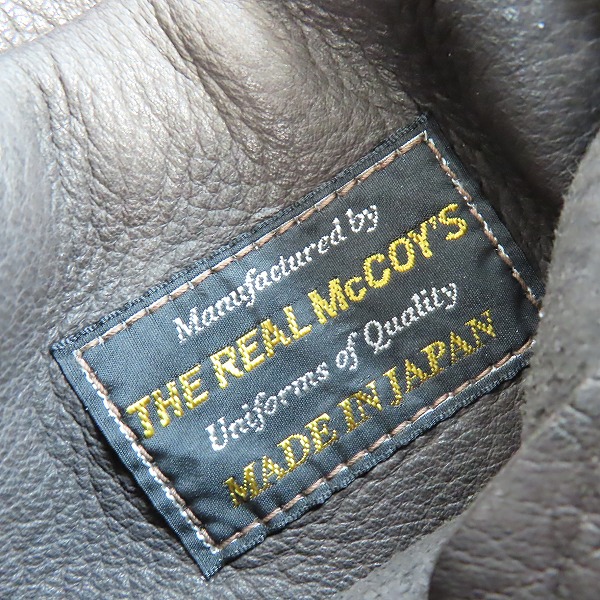 Manufactured by
THE REAL McCOY'S
Uniforms of Quality
MADE IN JAPAN